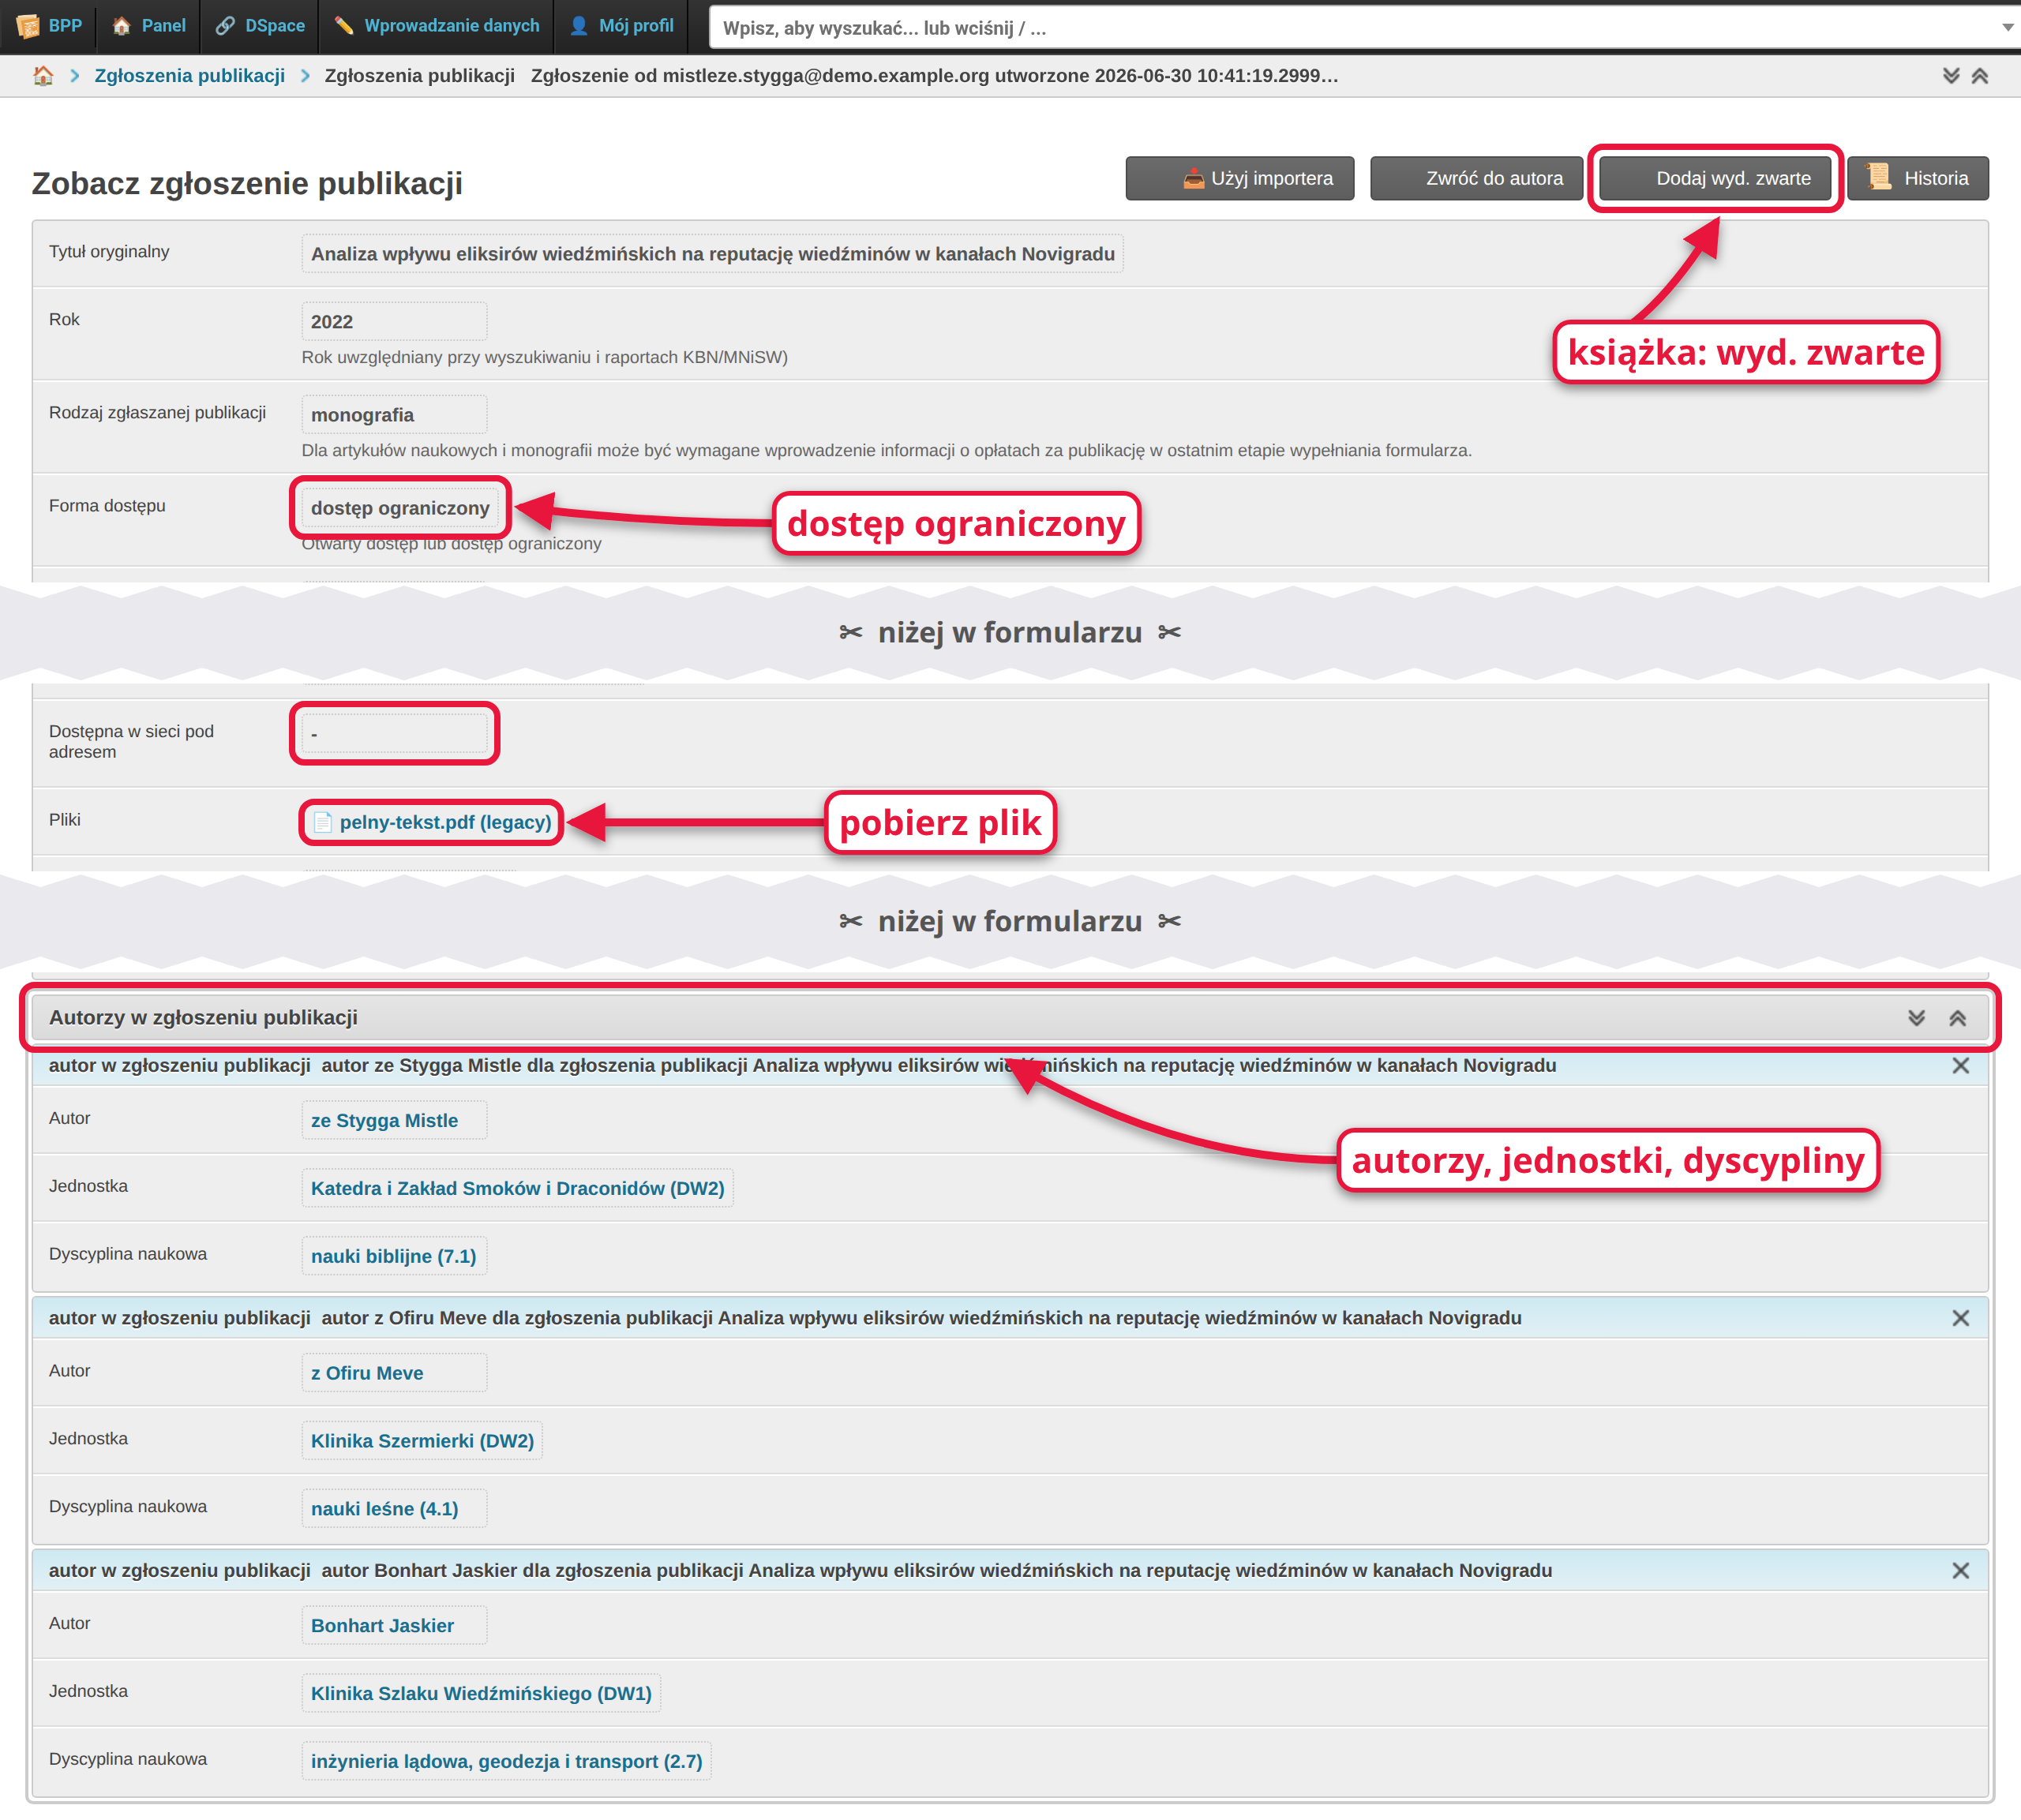 BPP Panel DSpace Wprowadzanie danych Mój profil Wpisz, aby wyszukać... lub wciśnij / ...
Zgłoszenia publikacji Zgłoszenia publikacji Zgłoszenie od mistleze.stygga@demo.example.org utworzone 2026-06-30 10:41:19.2999…
Zobacz zgłoszenie publikacji
Użyj importera Zwróć do autora Dodaj wyd. zwarte Historia
Tytuł oryginalny Analiza wpływu eliksirów wiedźmińskich na reputację wiedźminów w kanałach Novigradu
Rok 2022
Rok uwzględniany przy wyszukiwaniu i raportach KBN/MNiSW)
książka: wyd. zwarte
Rodzaj zgłaszanej publikacji monografia
Dla artykułów naukowych i monografii może być wymagane wprowadzenie informacji o opłatach za publikację w ostatnim etapie wypełniania formularza.
Forma dostępu dostęp ograniczony
dostęp ograniczony
Otwarty dostęp lub dostęp ograniczony
✂ niżej w formularzu ✂
Dostępna w sieci pod adresem -
Pliki pelny-tekst.pdf (legacy)
pobierz plik
✂ niżej w formularzu ✂
Autorzy w zgłoszeniu publikacji
autor w zgłoszeniu publikacji autor ze Stygga Mistle dla zgłoszenia publikacji Analiza wpływu eliksirów wiedźmińskich na reputację wiedźminów w kanałach Novigradu
Autor ze Stygga Mistle
autorzy, jednostki, dyscypliny
Jednostka Katedra i Zakład Smoków i Draconidów (DW2)
Dyscyplina naukowa nauki biblijne (7.1)
autor w zgłoszeniu publikacji autor z Ofiru Meve dla zgłoszenia publikacji Analiza wpływu eliksirów wiedźmińskich na reputację wiedźminów w kanałach Novigradu
Autor z Ofiru Meve
Jednostka Klinika Szermierki (DW2)
Dyscyplina naukowa nauki leśne (4.1)
autor w zgłoszeniu publikacji autor Bonhart Jaskier dla zgłoszenia publikacji Analiza wpływu eliksirów wiedźmińskich na reputację wiedźminów w kanałach Novigradu
Autor Bonhart Jaskier
Jednostka Klinika Szlaku Wiedźmińskiego (DW1)
Dyscyplina naukowa inżynieria lądowa, geodezja i transport (2.7)